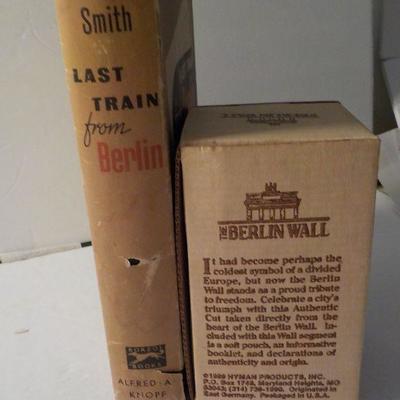 Smith
LAST
TRAIN
from
Berlin
BORZOI
BOOKS
ALFRED · A
KNOPF
THE BERLIN WALL
It had become perhaps the
coldest symbol of a divided
Europe, but now the Berlin
Wall stands as a proud tribute
to freedom. Celebrate a city's
triumph with this Authentic
Cut taken directly from the
heart of the Berlin Wall. In-
cluded with this Wall segment
is a soft pouch, an informative
booklet, and declarations of
authenticity and origin.
©1989 HYMAN PRODUCTS, INC.
P.O. Box 1748, Maryland Heights, MO
63043; (314) 739-1990. Originated in
East Germany. Packaged in U.S.A.